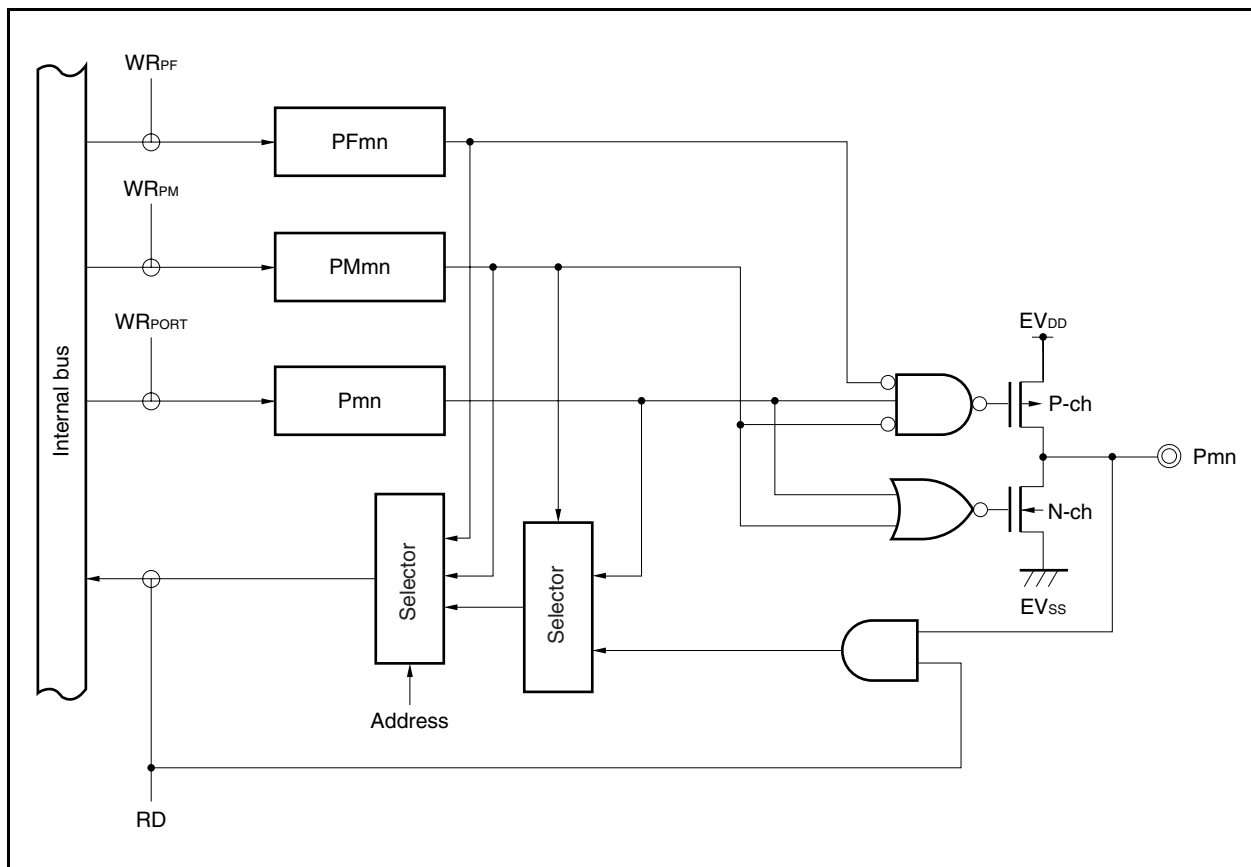 WRPF
PFmn
WRPM
PMmn
WRPORT
Pmn
Internal bus
EVDD
P-ch
Pmn
N-ch
EVSS
Selector
Selector
Address
RD